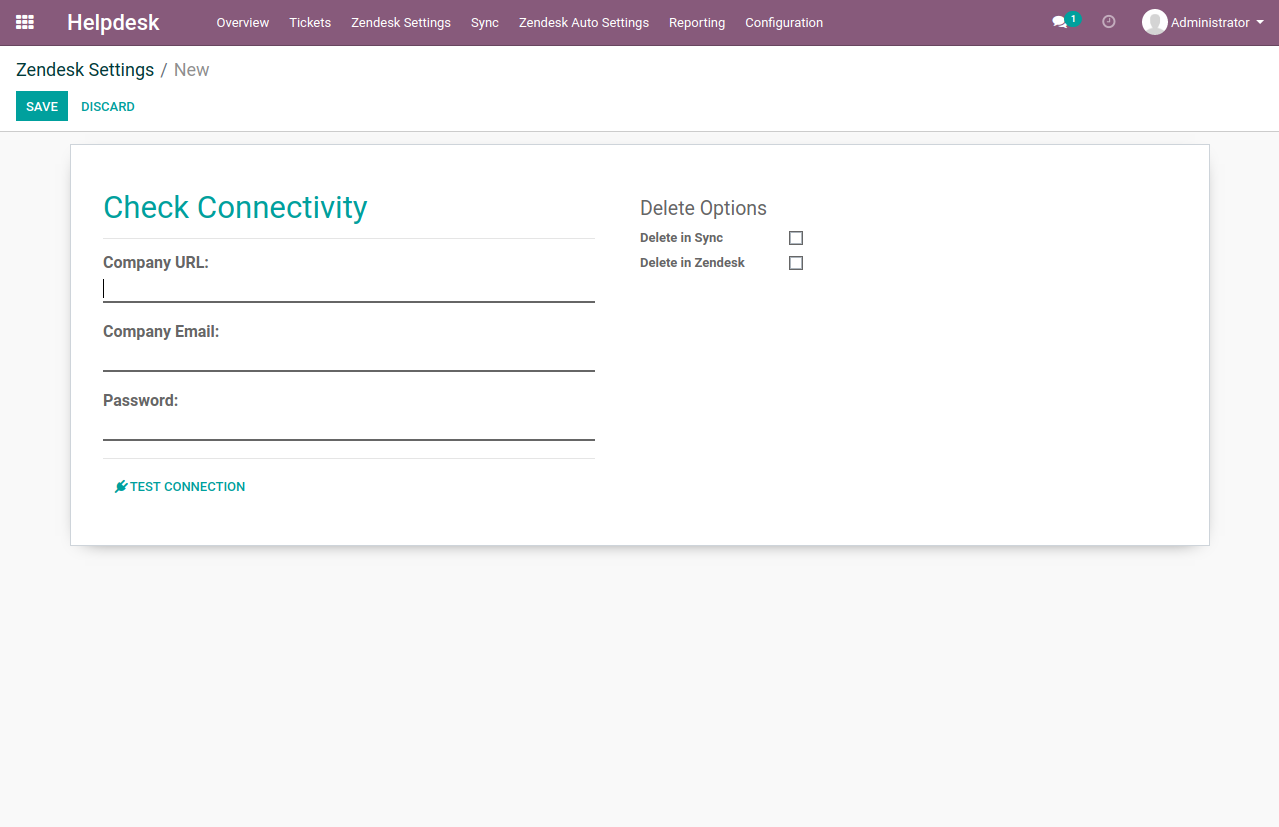 Helpdesk Overview Tickets Zendesk Settings Sync Zendesk Auto Settings Reporting Configuration 1 Administrator
Zendesk Settings / New
SAVE DISCARD
Check Connectivity
Company URL:
Company Email:
Password:
TEST CONNECTION
Delete Options
Delete in Sync
Delete in Zendesk